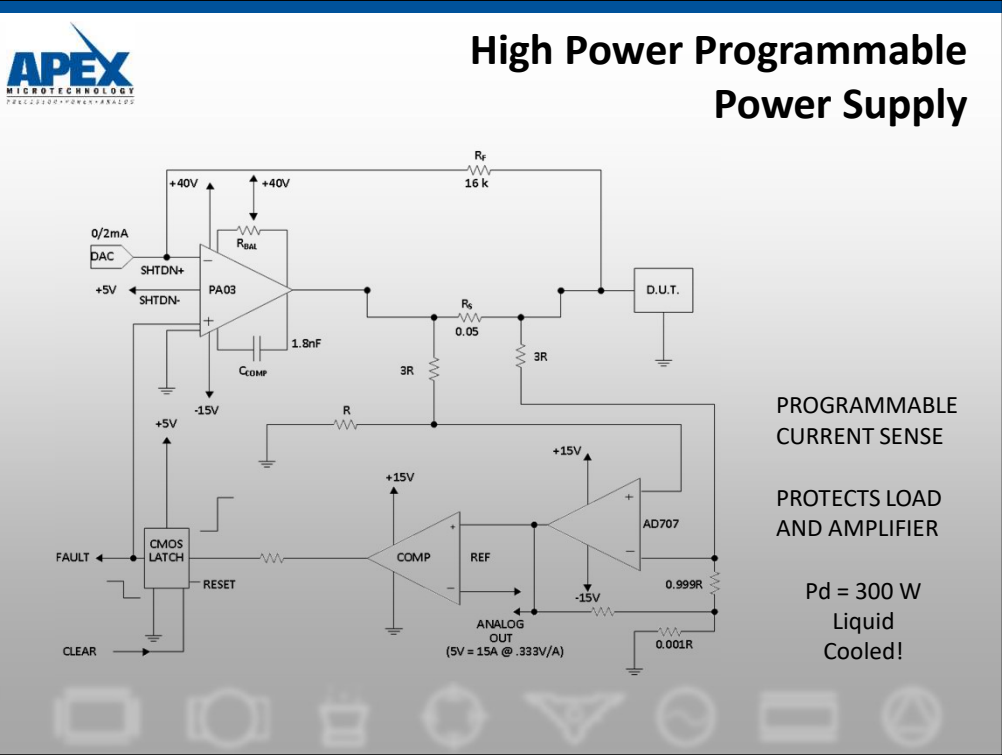 APEX
MICROTECHNOLOGY
PRECISION•POWER•ANALOG
High Power Programmable
Power Supply
RF
16 k
+40V
+40V
0/2mA
RBAL
DAC
SHTDN+
−
+5V
PA03
D.U.T.
SHTDN-
RS
+
0.05
1.8nF
3R
CCOMP
3R
-15V
R
+5V
PROGRAMMABLE
CURRENT SENSE
+15V
+15V
PROTECTS LOAD
AND AMPLIFIER
+
+
AD707
CMOS
LATCH
FAULT
COMP
REF
−
RESET
−
0.999R
-15V
Pd = 300 W
Liquid
Cooled!
ANALOG
OUT
(5V = 15A @ .333V/A)
0.001R
CLEAR